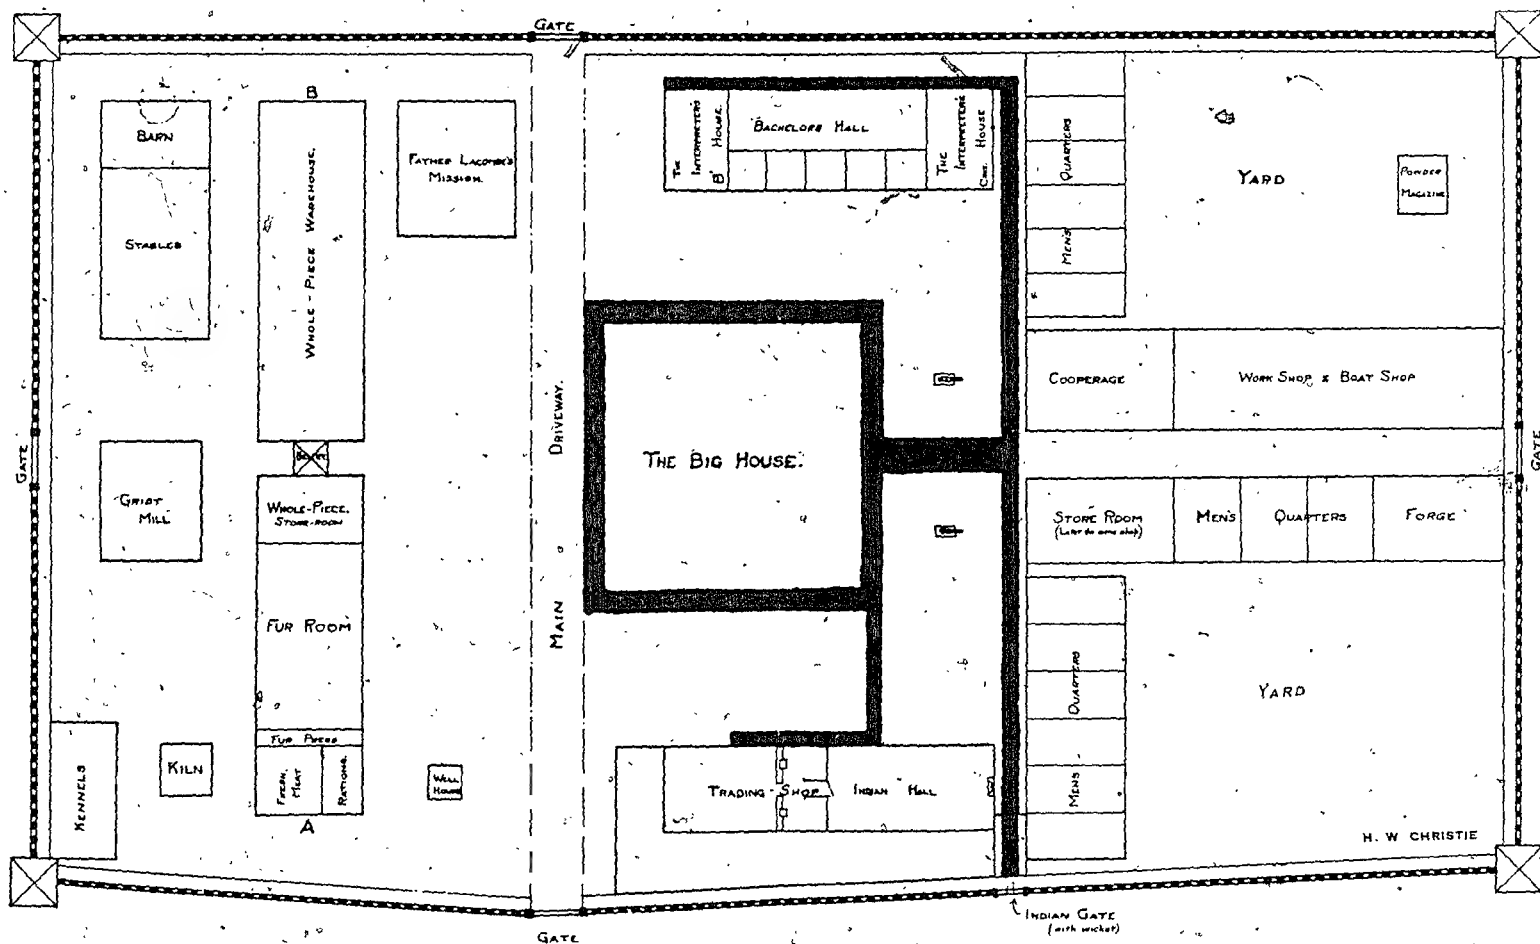 GATE
B
BARN
STABLES
WHOLE-PIECE WAREHOUSE.
FATHER LACOMBE'S
MISSION.
THE
INTERPRETER'S
HOUSE
B
BACHELORS HALL
THE
INTERPRETERS
HOUSE
QUARTERS
MEN'S
YARD
POWDER
MAGAZINE
COOPERAGE
WORK SHOP & BOAT SHOP
GATE
DRIVEWAY.
MAIN
THE BIG HOUSE.
GATE
GRIST
MILL
WHOLE-PIECE.
STORE-ROOM
STORE ROOM
MEN'S
QUARTERS
FORGE
FUR ROOM
QUARTERS
MENS
YARD
FUR PRESS
FRESH
MEAT
RATIONS.
KILN
KENNELS
WELL
HOUSE
TRADING-SHOP
INDIAN HALL
A
H. W CHRISTIE
INDIAN GATE
(with wicket)
GATE